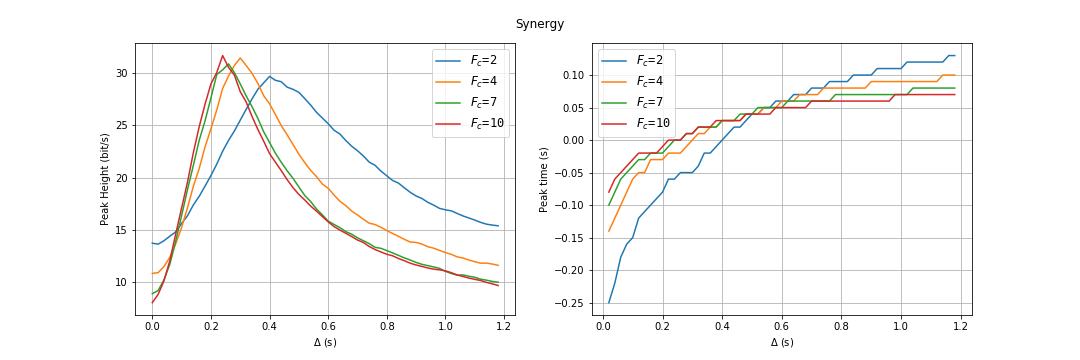 Synergy
Peak Height (bit/s)
30
25
20
15
10
0.0 0.2 0.4 0.6 0.8 1.0 1.2
Δ (s)
F_c=2
F_c=4
F_c=7
F_c=10
Peak time (s)
0.10
0.05
0.00
−0.05
−0.10
−0.15
−0.20
−0.25
0.0 0.2 0.4 0.6 0.8 1.0 1.2
Δ (s)
F_c=2
F_c=4
F_c=7
F_c=10